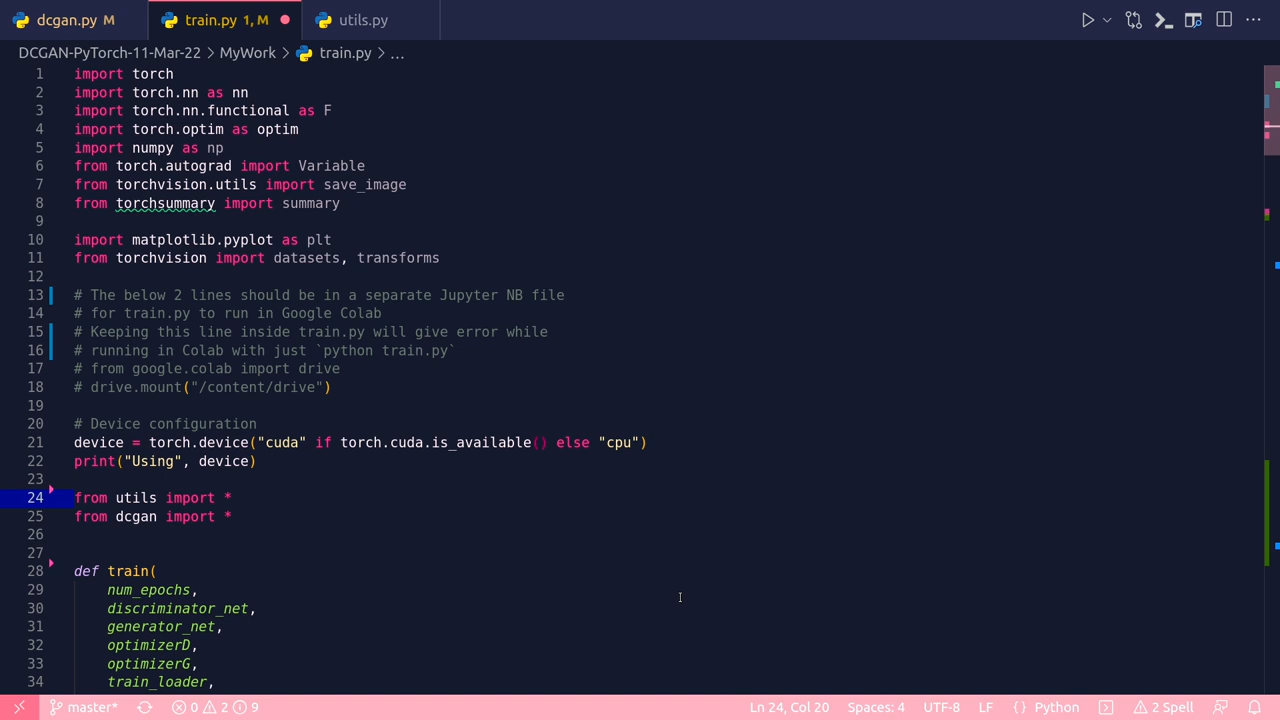 dcgan.py M train.py 1, M utils.py
DCGAN-PyTorch-11-Mar-22 > MyWork > train.py > ...
1 import torch
2 import torch.nn as nn
3 import torch.nn.functional as F
4 import torch.optim as optim
5 import numpy as np
6 from torch.autograd import Variable
7 from torchvision.utils import save_image
8 from torchsummary import summary
9
10 import matplotlib.pyplot as plt
11 from torchvision import datasets, transforms
12
13 # The below 2 lines should be in a separate Jupyter NB file
14 # for train.py to run in Google Colab
15 # Keeping this line inside train.py will give error while
16 # running in Colab with just `python train.py`
17 # from google.colab import drive
18 # drive.mount("/content/drive")
19
20 # Device configuration
21 device = torch.device("cuda" if torch.cuda.is_available() else "cpu")
22 print("Using", device)
23
24 from utils import *
25 from dcgan import *
26
27
28 def train(
29 num_epochs,
30 discriminator_net,
31 generator_net,
32 optimizerD,
33 optimizerG,
34 train_loader,
master* 0 2 9 Ln 24, Col 20 Spaces: 4 UTF-8 LF { } Python 2 Spell